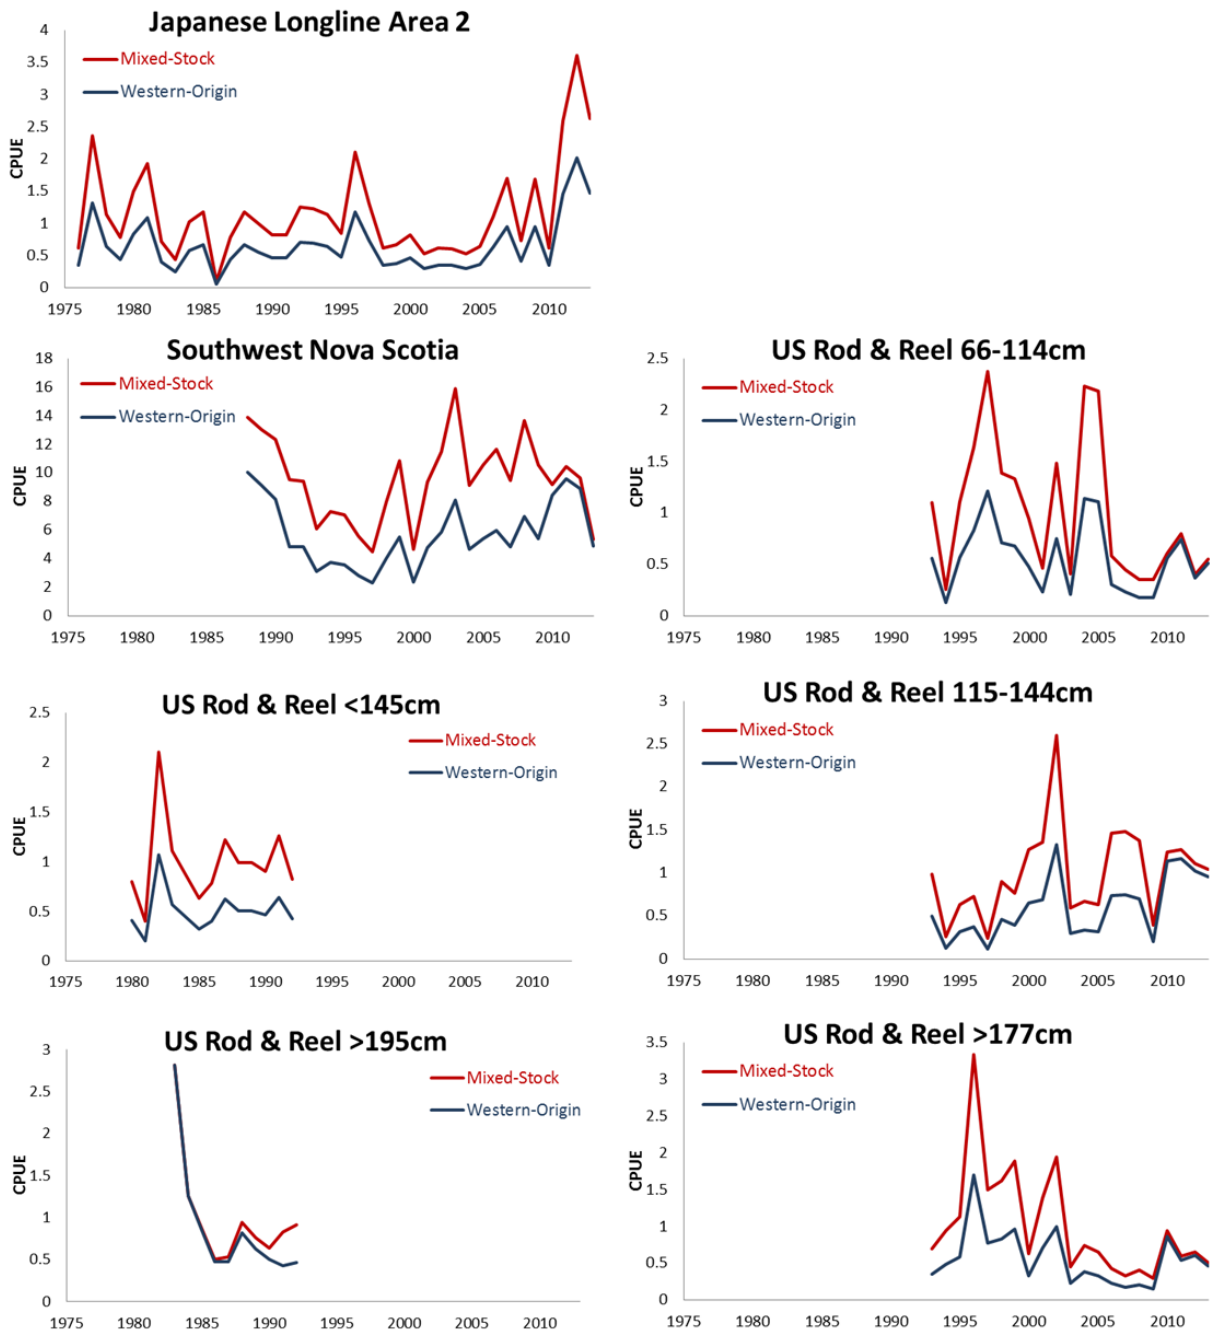 Japanese Longline Area 2
4
3.5
3
2.5
2
1.5
1
0.5
0
CPUE
Mixed-Stock
Western-Origin
1975 1980 1985 1990 1995 2000 2005 2010
Southwest Nova Scotia
18
16
14
12
10
8
6
4
2
0
CPUE
Mixed-Stock
Western-Origin
1975 1980 1985 1990 1995 2000 2005 2010
US Rod & Reel 66-114cm
2.5
2
1.5
1
0.5
0
CPUE
Mixed-Stock
Western-Origin
1975 1980 1985 1990 1995 2000 2005 2010
US Rod & Reel <145cm
2.5
2
1.5
1
0.5
0
CPUE
Mixed-Stock
Western-Origin
1975 1980 1985 1990 1995 2000 2005 2010
US Rod & Reel 115-144cm
3
2.5
2
1.5
1
0.5
0
CPUE
Mixed-Stock
Western-Origin
1975 1980 1985 1990 1995 2000 2005 2010
US Rod & Reel >195cm
3
2.5
2
1.5
1
0.5
0
CPUE
Mixed-Stock
Western-Origin
1975 1980 1985 1990 1995 2000 2005 2010
US Rod & Reel >177cm
3.5
3
2.5
2
1.5
1
0.5
0
CPUE
Mixed-Stock
Western-Origin
1975 1980 1985 1990 1995 2000 2005 2010